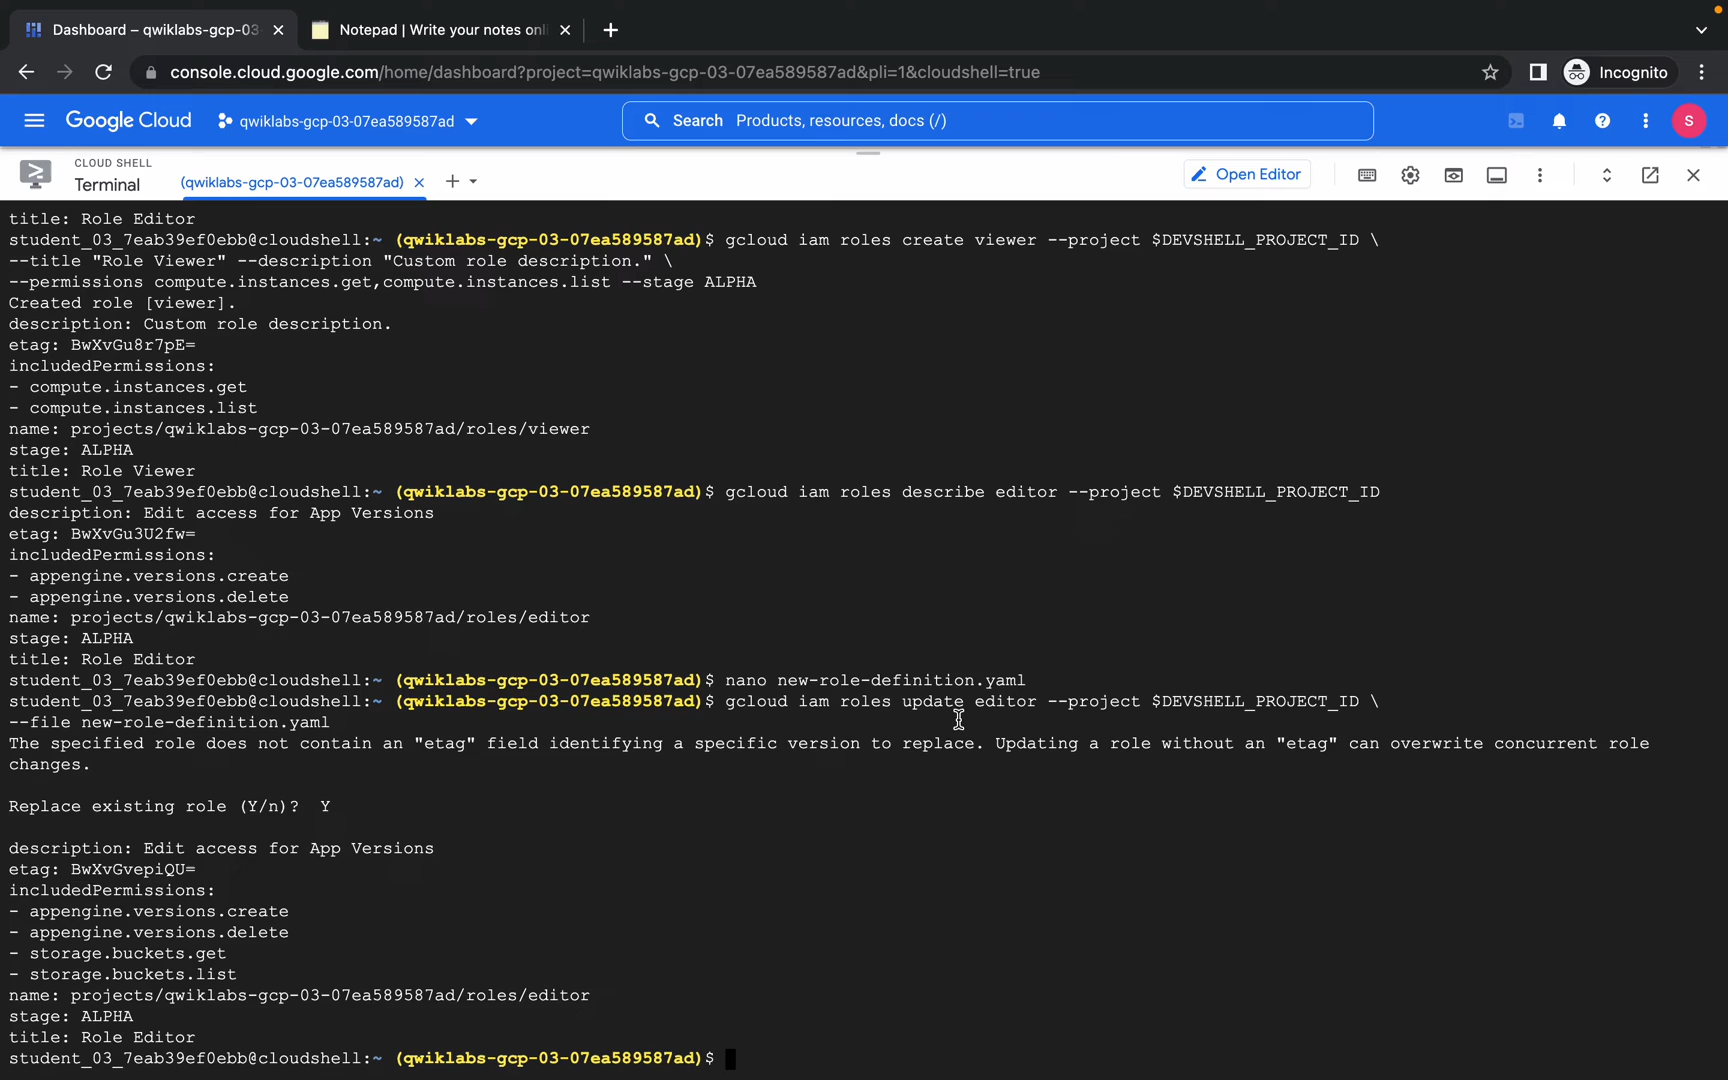 Dashboard – qwiklabs-gcp-03-
Notepad | Write your notes onli
console.cloud.google.com/home/dashboard?project=qwiklabs-gcp-03-07ea589587ad&pli=1&cloudshell=true
Incognito
Google Cloud
qwiklabs-gcp-03-07ea589587ad
Search Products, resources, docs (/)
S
CLOUD SHELL
Terminal
(qwiklabs-gcp-03-07ea589587ad)
Open Editor
title: Role Editor
student_03_7eab39ef0ebb@cloudshell:~ (qwiklabs-gcp-03-07ea589587ad)$ gcloud iam roles create viewer --project $DEVSHELL_PROJECT_ID \
--title "Role Viewer" --description "Custom role description." \
--permissions compute.instances.get,compute.instances.list --stage ALPHA
Created role [viewer].
description: Custom role description.
etag: BwXvGu8r7pE=
includedPermissions:
- compute.instances.get
- compute.instances.list
name: projects/qwiklabs-gcp-03-07ea589587ad/roles/viewer
stage: ALPHA
title: Role Viewer
student_03_7eab39ef0ebb@cloudshell:~ (qwiklabs-gcp-03-07ea589587ad)$ gcloud iam roles describe editor --project $DEVSHELL_PROJECT_ID
description: Edit access for App Versions
etag: BwXvGu3U2fw=
includedPermissions:
- appengine.versions.create
- appengine.versions.delete
name: projects/qwiklabs-gcp-03-07ea589587ad/roles/editor
stage: ALPHA
title: Role Editor
student_03_7eab39ef0ebb@cloudshell:~ (qwiklabs-gcp-03-07ea589587ad)$ nano new-role-definition.yaml
student_03_7eab39ef0ebb@cloudshell:~ (qwiklabs-gcp-03-07ea589587ad)$ gcloud iam roles update editor --project $DEVSHELL_PROJECT_ID \
--file new-role-definition.yaml
The specified role does not contain an "etag" field identifying a specific version to replace. Updating a role without an "etag" can overwrite concurrent role
changes.
Replace existing role (Y/n)? Y
description: Edit access for App Versions
etag: BwXvGvepiQU=
includedPermissions:
- appengine.versions.create
- appengine.versions.delete
- storage.buckets.get
- storage.buckets.list
name: projects/qwiklabs-gcp-03-07ea589587ad/roles/editor
stage: ALPHA
title: Role Editor
student_03_7eab39ef0ebb@cloudshell:~ (qwiklabs-gcp-03-07ea589587ad)$